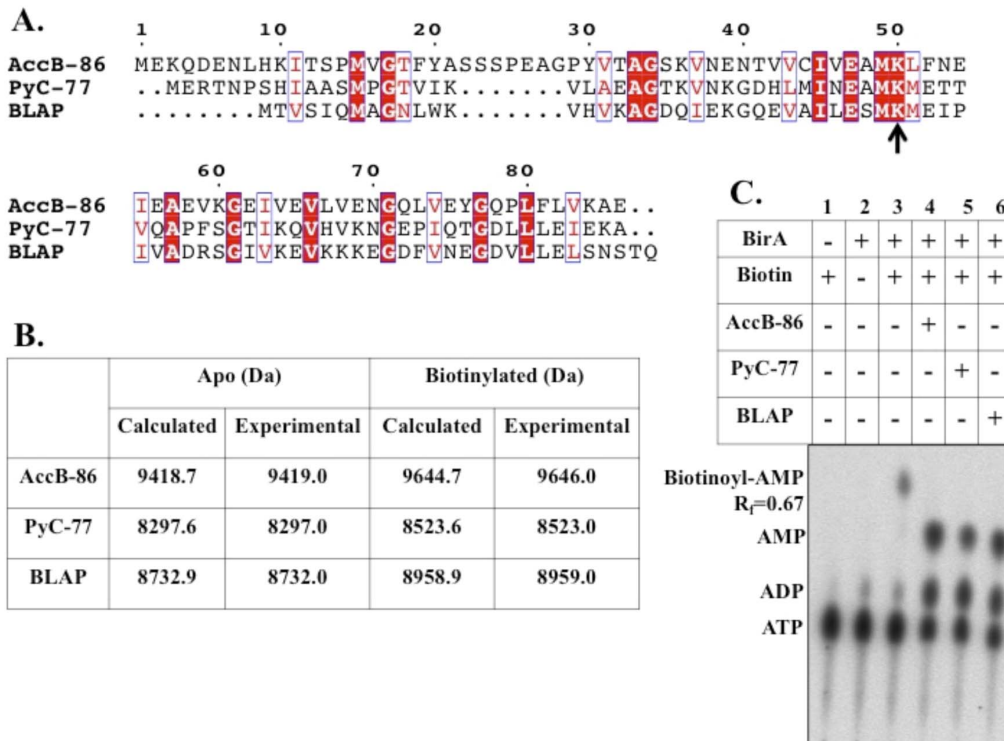 A.
1 10 20 30 40 50
AccB-86 MEKQDENLHKITSPMVGTFYASSSPEAGPYVTAGSKVNENTVVCIVEAMKLFNE
PyC-77 ..MERTNPSHIAASMPGTVIK.......VLAEAGTKVNKGDHLMINEAMKMETT
BLAP ........MTVSIQMAGNLWK.......VHVKAGDQIEKGQEVAILESMKMEIP
60 70 80
AccB-86 IEAEVKGEIVEVLVENGQLVEYGQPLFLVKAE..
PyC-77 VQAPFSGTIKQVHVKNGEPIQTGDLLLEIEKA..
BLAP IVADRSGIVKEVKKKEGDFVNEGDVLLELSNSTQ
B.
Apo (Da) Biotinylated (Da)
Calculated Experimental Calculated Experimental
AccB-86 9418.7 9419.0 9644.7 9646.0
PyC-77 8297.6 8297.0 8523.6 8523.0
BLAP 8732.9 8732.0 8958.9 8959.0
C.
1 2 3 4 5 6
BirA - + + + + +
Biotin + - + + + +
AccB-86 - - - + - -
PyC-77 - - - - + -
BLAP - - - - - +
Biotinoyl-AMP
Rf=0.67
AMP
ADP
ATP